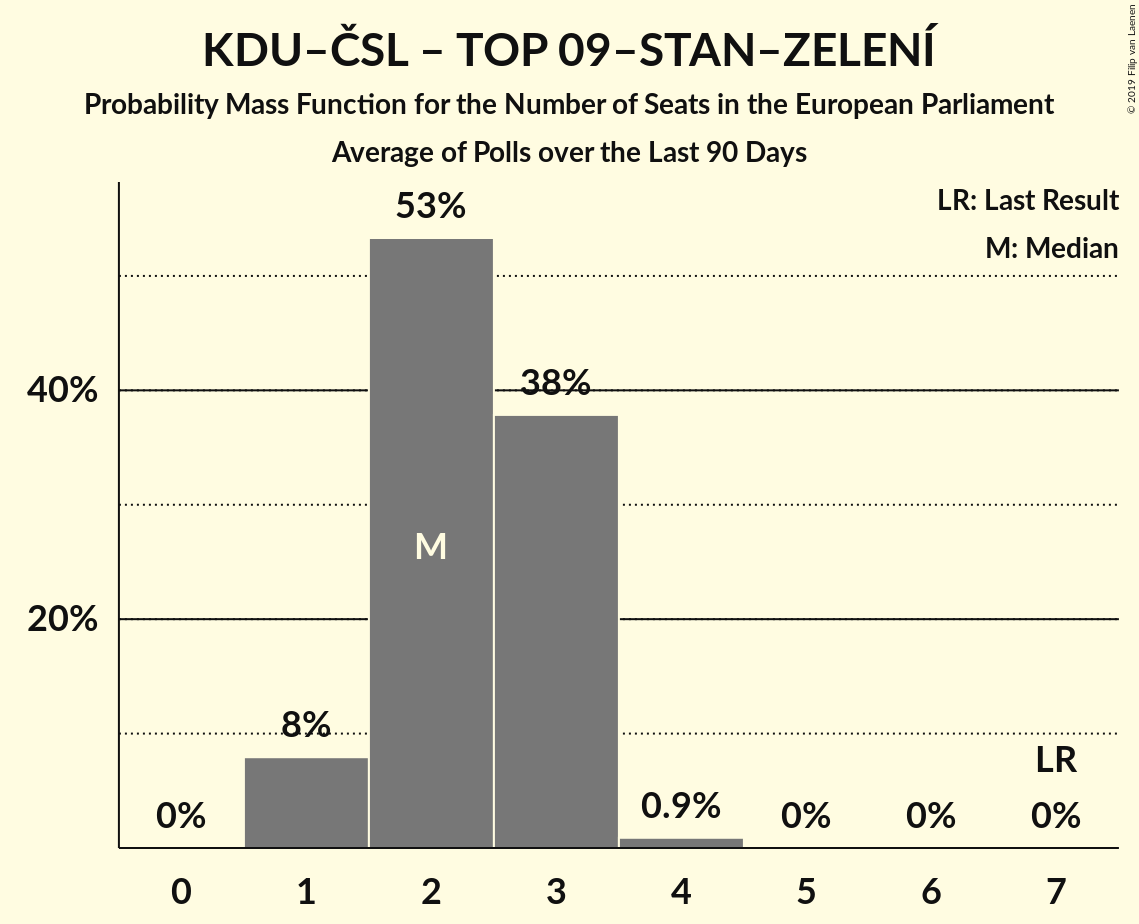 KDU–ČSL – TOP 09–STAN–ZELENÍ
Probability Mass Function for the Number of Seats in the European Parliament
Average of Polls over the Last 90 Days
© 2019 Filip van Laenen
LR: Last Result
M: Median
53%
40%
38%
M
20%
8%
LR
0%
0.9%
0%
0%
0%
0 1 2 3 4 5 6 7